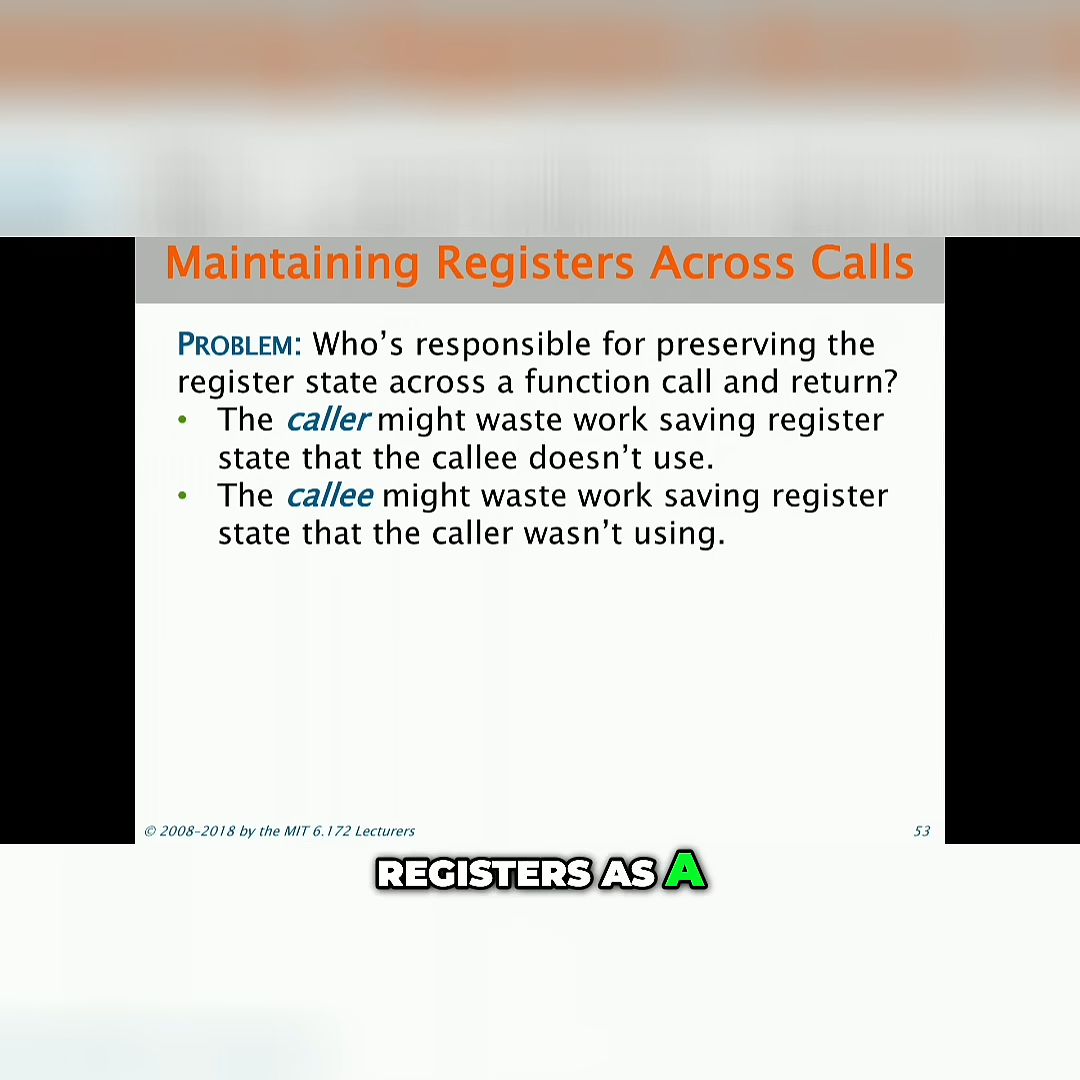 Maintaining Registers Across Calls
PROBLEM: Who's responsible for preserving the
register state across a function call and return?
• The caller might waste work saving register
state that the callee doesn't use.
• The callee might waste work saving register
state that the caller wasn't using.
© 2008–2018 by the MIT 6.172 Lecturers
53
REGISTERS AS A